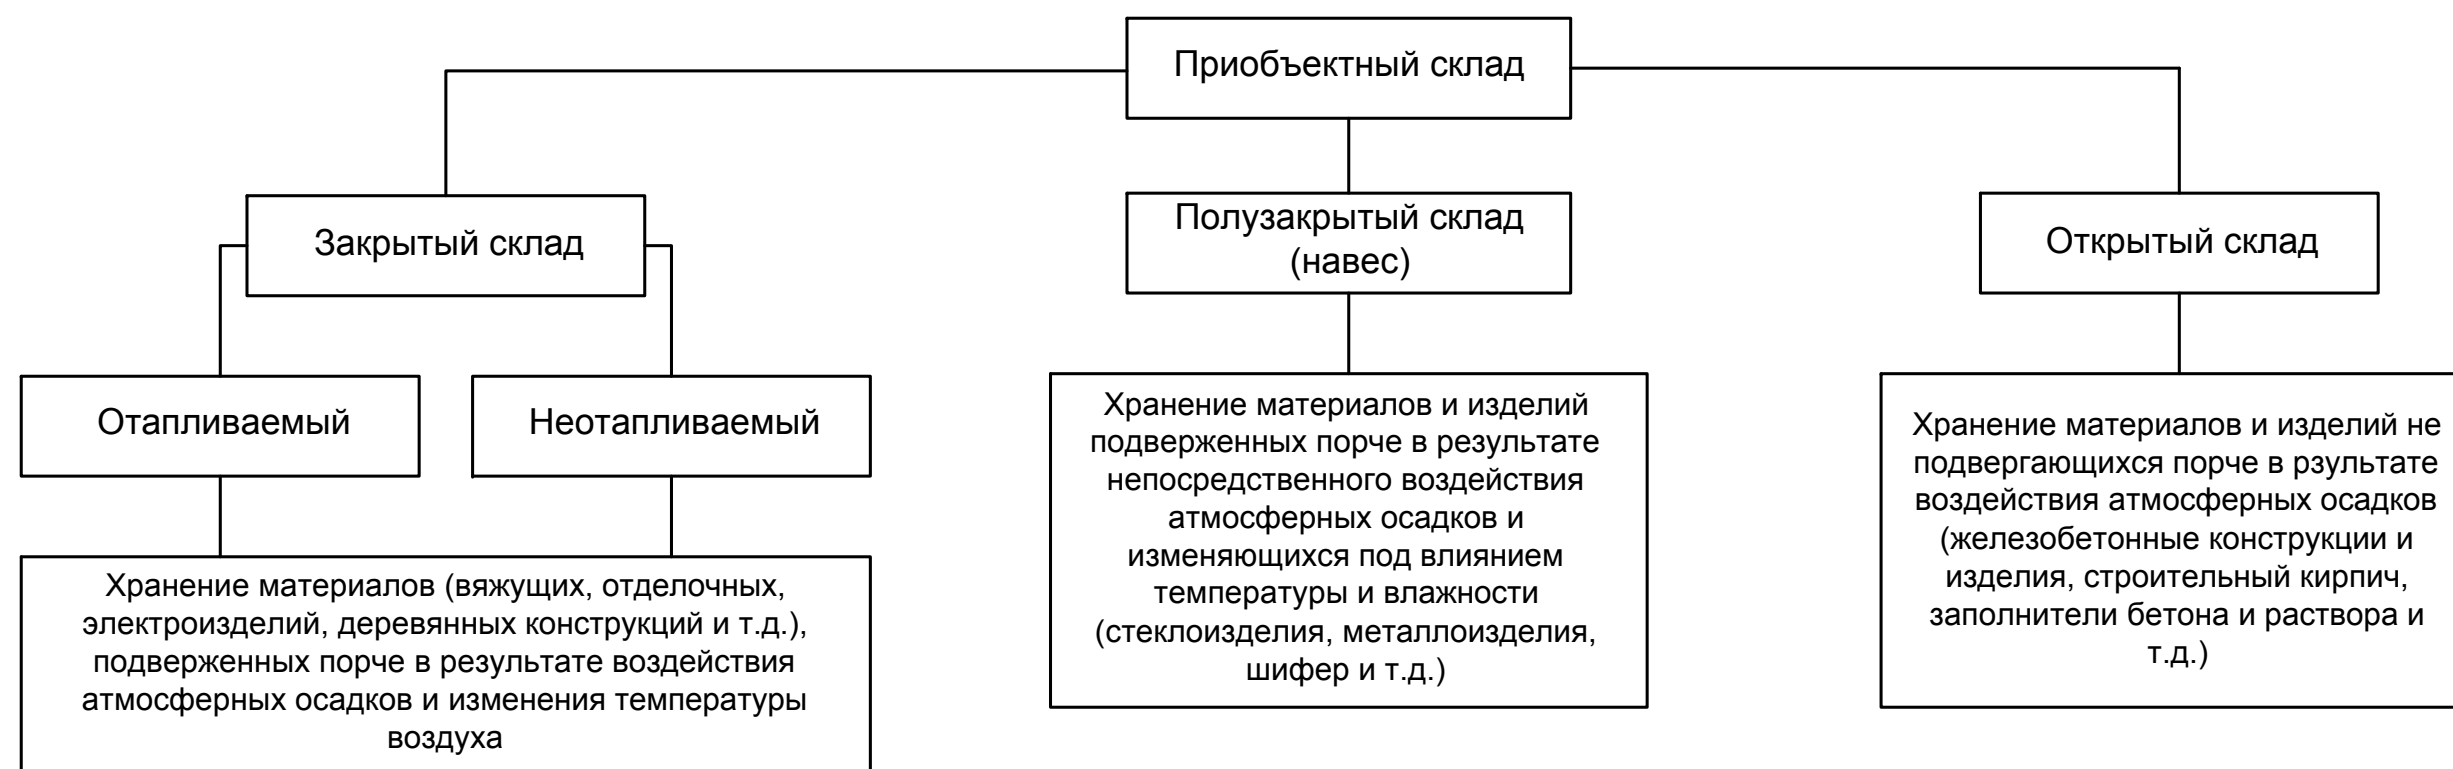 Приобъектный склад
Закрытый склад
Полузакрытый склад
(навес)
Открытый склад
Отапливаемый
Неотапливаемый
Хранение материалов (вяжущих, отделочных,
электроизделий, деревянных конструкций и т.д.),
подверженных порче в результате воздействия
атмосферных осадков и изменения температуры
воздуха
Хранение материалов и изделий
подверженных порче в результате
непосредственного воздействия
атмосферных осадков и
изменяющихся под влиянием
температуры и влажности
(стеклоизделия, металлоизделия,
шифер и т.д.)
Хранение материалов и изделий не
подвергающихся порче в рзультате
воздействия атмосферных осадков
(железобетонные конструкции и
изделия, строительный кирпич,
заполнители бетона и раствора и
т.д.)